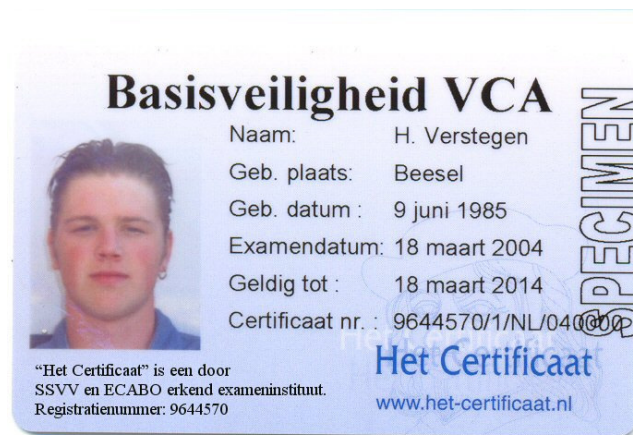 Basisveiligheid VCA
Naam: H. Verstegen
Geb. plaats: Beesel
Geb. datum : 9 juni 1985
Examendatum: 18 maart 2004
Geldig tot : 18 maart 2014
Certificaat nr. : 9644570/1/NL/040000
SPECIMEN
Het Certificaat
www.het-certificaat.nl
“Het Certificaat” is een door
SSVV en ECABO erkend exameninstituut.
Registratienummer: 9644570